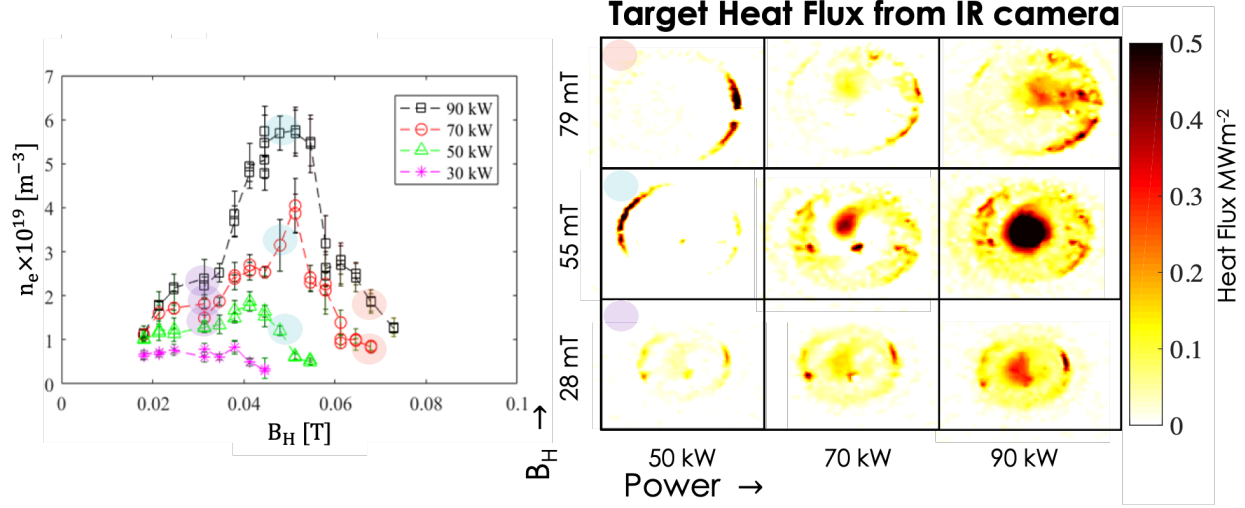 Target Heat Flux from IR camera
7
6
5
4
3
2
1
0
nₑ×10¹⁹ [m⁻³]
90 kW
70 kW
50 kW
30 kW
0
0.02
0.04
0.06
0.08
0.1
B_H [T]
B_H →
79 mT
55 mT
28 mT
50 kW
70 kW
90 kW
Power →
0.5
0.4
0.3
0.2
0.1
0
Heat Flux MWm⁻²